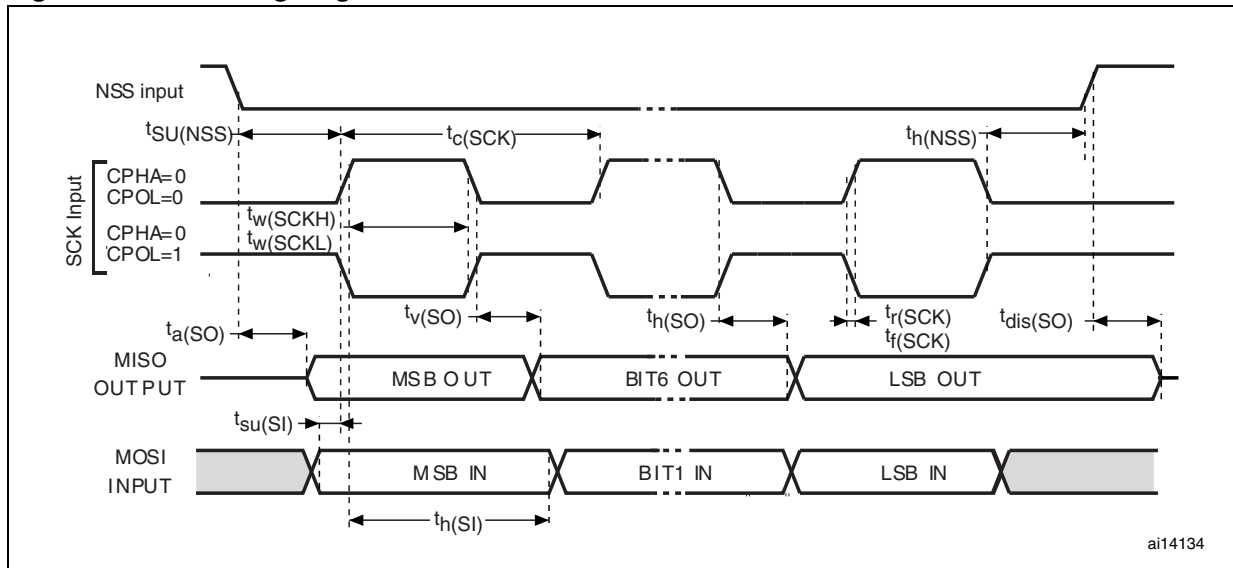 NSS input
tSU(NSS)
tc(SCK)
th(NSS)
SCK Input
CPHA=0
CPOL=0
tw(SCKH)
tw(SCKL)
CPHA=0
CPOL=1
ta(SO)
tv(SO)
th(SO)
tr(SCK)
tf(SCK)
tdis(SO)
MISO
OUTPUT
MSB OUT
BIT6 OUT
LSB OUT
tsu(SI)
MOSI
INPUT
MSB IN
BIT1 IN
LSB IN
th(SI)
ai14134